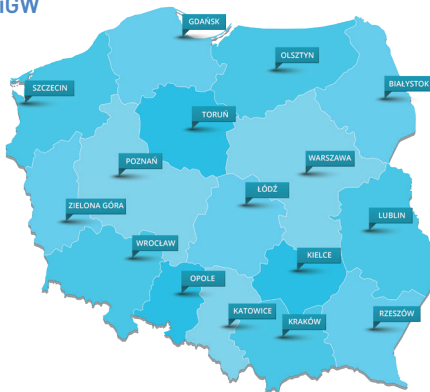 iGW
GDAŃSK
OLSZTYN
SZCZECIN
BIAŁYSTOK
TORUŃ
POZNAŃ
WARSZAWA
ŁÓDŹ
ZIELONA GÓRA
LUBLIN
WROCŁAW
KIELCE
OPOLE
KATOWICE
KRAKÓW
RZESZÓW